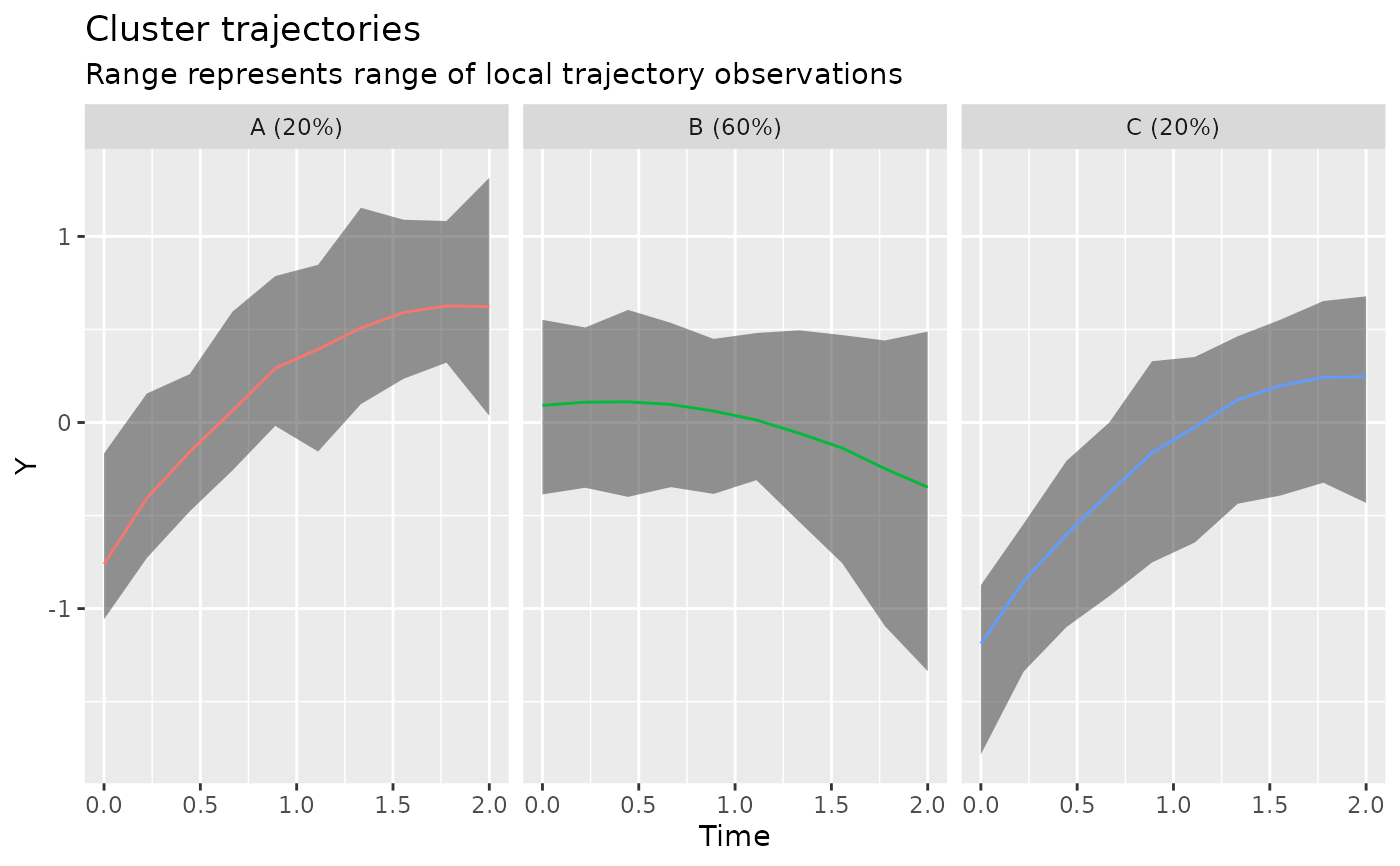 Cluster trajectories
Range represents range of local trajectory observations
A (20%) B (60%) C (20%)
1
0
-1
Y
0.0 0.5 1.0 1.5 2.0 0.0 0.5 1.0 1.5 2.0 0.0 0.5 1.0 1.5 2.0
Time